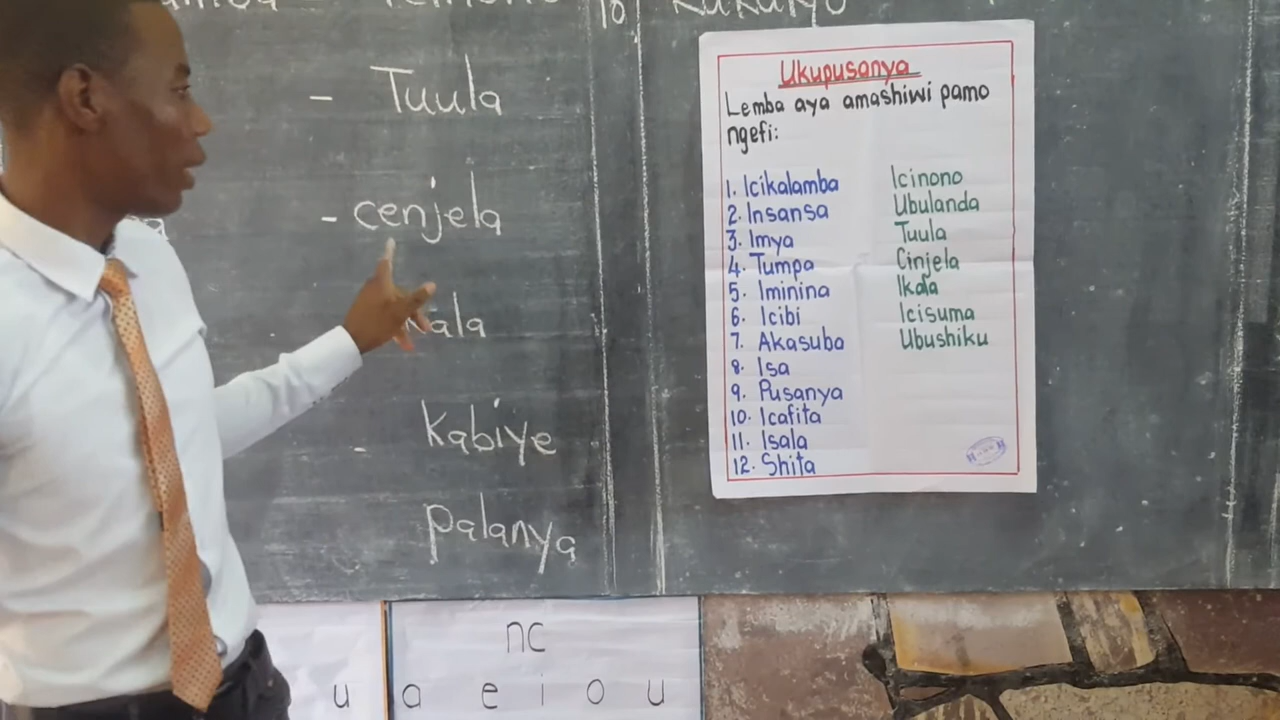 - Tuula
- cenjela
kala
- Kabiye
palanya
Ukupusanya
Lemba aya amashiwi pamo
ngefi:
1. Icikalamba Icinono
2. Insansa Ubulanda
3. Imya Tuula
4. Tumpa Cinjela
5. Iminina Ikala
6. Icibi Icisuma
7. Akasuba Ubushiku
8. Isa
9. Pusanya
10. Icafita
11. Isala
12. Shita
nc
u a e i o u